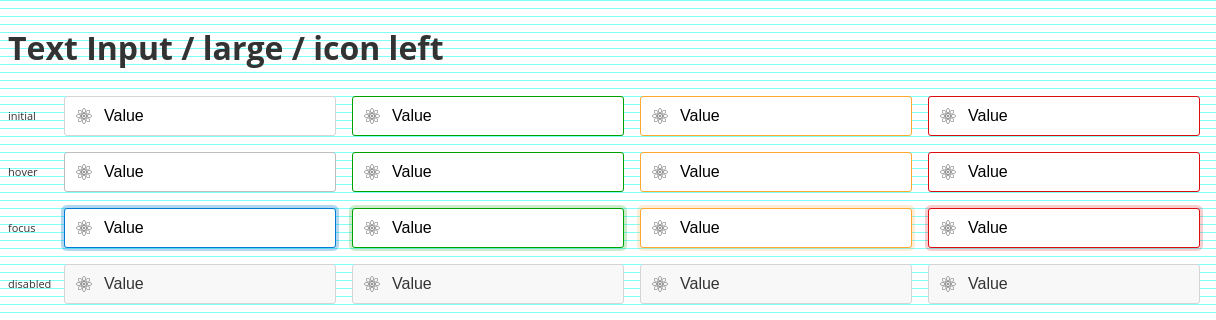 Text Input / large / icon left
initial Value Value Value Value
hover Value Value Value Value
focus Value Value Value Value
disabled Value Value Value Value